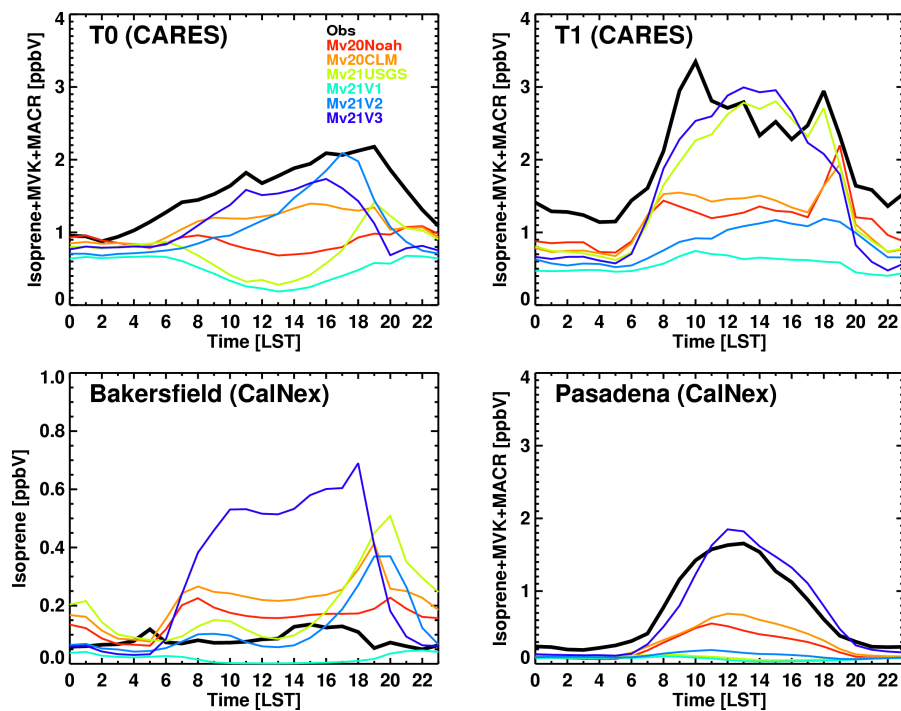 T0 (CARES)
Obs
Mv20Noah
Mv20CLM
Mv21USGS
Mv21V1
Mv21V2
Mv21V3
Isoprene+MVK+MACR [ppbV]
4
3
2
1
0
0 2 4 6 8 10 12 14 16 18 20 22
Time [LST]
T1 (CARES)
Isoprene+MVK+MACR [ppbV]
4
3
2
1
0
0 2 4 6 8 10 12 14 16 18 20 22
Time [LST]
Bakersfield (CalNex)
Isoprene [ppbV]
1.0
0.8
0.6
0.4
0.2
0.0
0 2 4 6 8 10 12 14 16 18 20 22
Time [LST]
Pasadena (CalNex)
Isoprene+MVK+MACR [ppbV]
4
3
2
1
0
0 2 4 6 8 10 12 14 16 18 20 22
Time [LST]